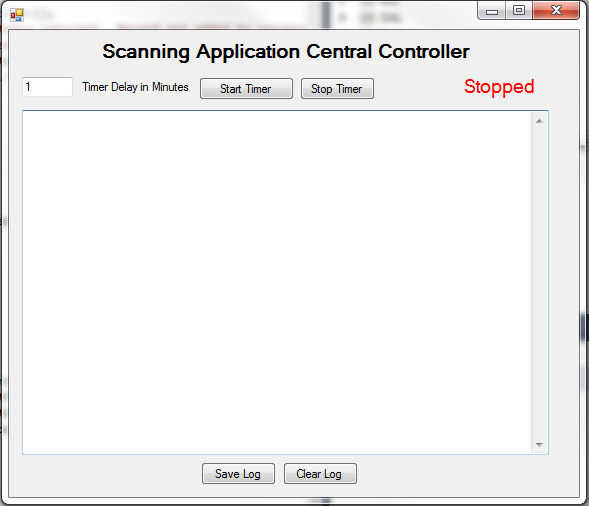 Scanning Application Central Controller
1 Timer Delay in Minutes Start Timer Stop Timer Stopped
Save Log Clear Log